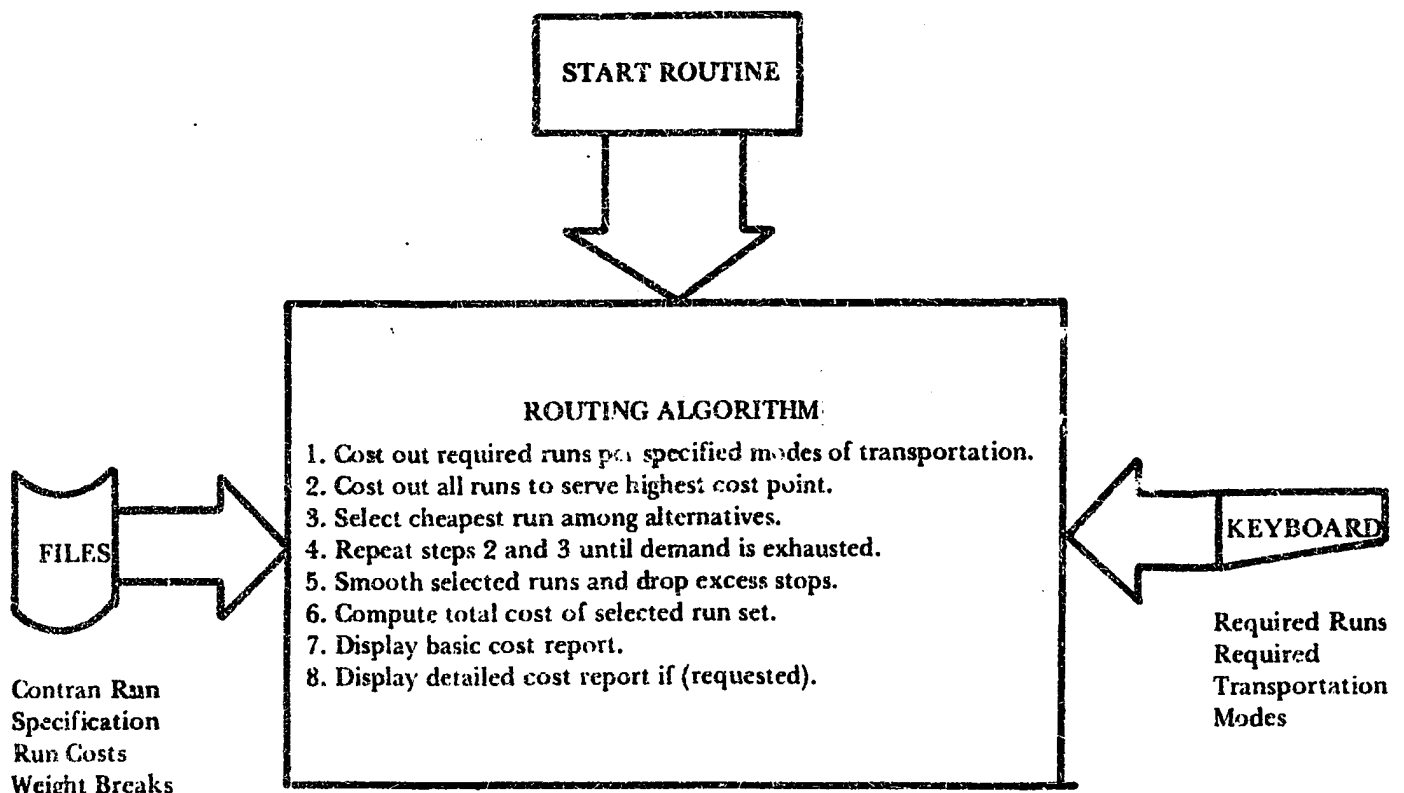 START ROUTINE
ROUTING ALGORITHM
1. Cost out required runs per specified modes of transportation.
2. Cost out all runs to serve highest cost point.
3. Select cheapest run among alternatives.
4. Repeat steps 2 and 3 until demand is exhausted.
5. Smooth selected runs and drop excess stops.
6. Compute total cost of selected run set.
7. Display basic cost report.
8. Display detailed cost report if (requested).
FILES
Contran Run
Specification
Run Costs
Weight Breaks
KEYBOARD
Required Runs
Required
Transportation
Modes